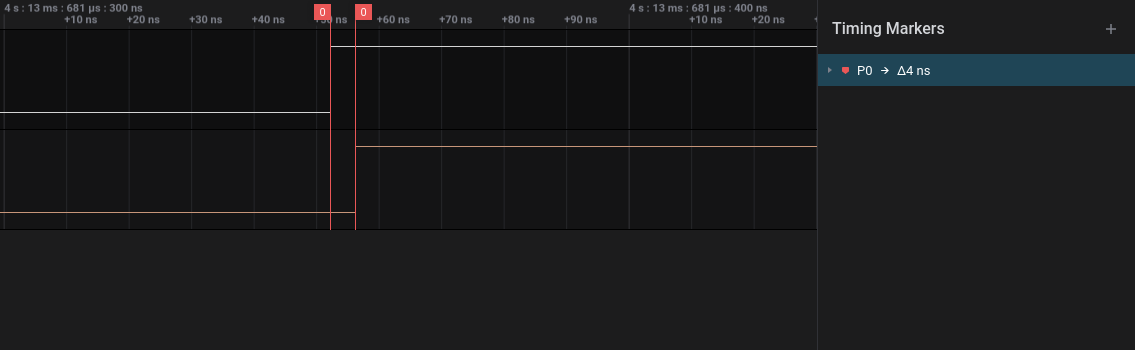 4 s : 13 ms : 681 µs : 300 ns
+10 ns +20 ns +30 ns +40 ns ns +60 ns +70 ns +80 ns +90 ns
4 s : 13 ms : 681 µs : 400 ns
+10 ns +20 ns
0 0
Timing Markers
P0 → Δ4 ns